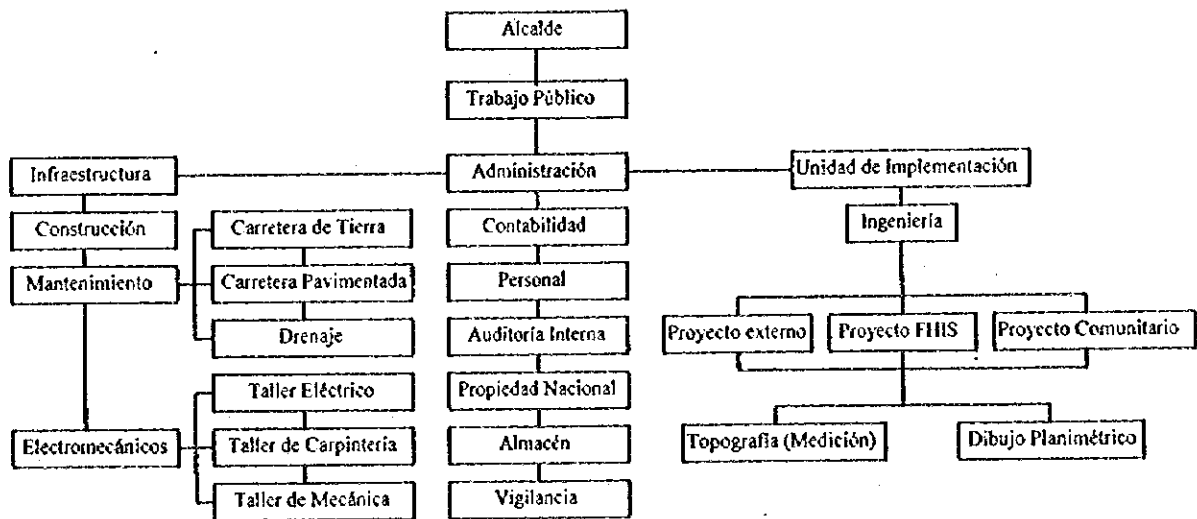 Alcalde
Trabajo Público
Infraestructura
Administración
Unidad de Implementación
Construcción
Carretera de Tierra
Contabilidad
Ingeniería
Mantenimiento
Carretera Pavimentada
Personal
Drenaje
Auditoría Interna
Proyecto externo
Proyecto FHIS
Proyecto Comunitario
Taller Eléctrico
Propiedad Nacional
Electromecánicos
Taller de Carpintería
Almacén
Topografía (Medición)
Dibujo Planimétrico
Taller de Mecánica
Vigilancia